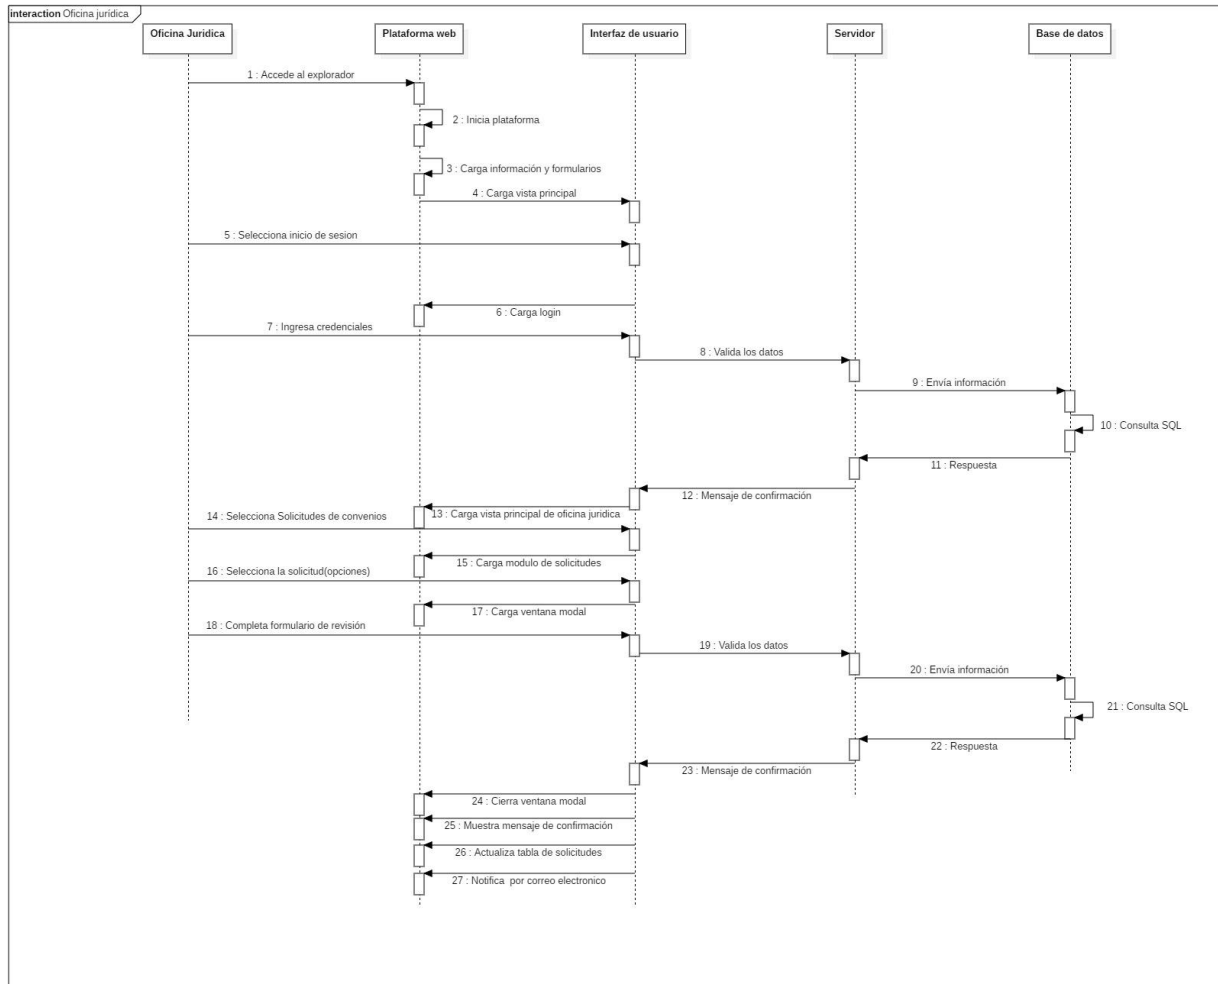 interaction Oficina jurídica
Oficina Juridica
Plataforma web
Interfaz de usuario
Servidor
Base de datos
1 : Accede al explorador
2 : Inicia plataforma
3 : Carga información y formularios
4 : Carga vista principal
5 : Selecciona inicio de sesion
6 : Carga login
7 : Ingresa credenciales
8 : Valida los datos
9 : Envía información
10 : Consulta SQL
11 : Respuesta
12 : Mensaje de confirmación
13 : Carga vista principal de oficina juridica
14 : Selecciona Solicitudes de convenios
15 : Carga modulo de solicitudes
16 : Selecciona la solicitud(opciones)
17 : Carga ventana modal
18 : Completa formulario de revisión
19 : Valida los datos
20 : Envía información
21 : Consulta SQL
22 : Respuesta
23 : Mensaje de confirmación
24 : Cierra ventana modal
25 : Muestra mensaje de confirmación
26 : Actualiza tabla de solicitudes
27 : Notifica  por correo electronico